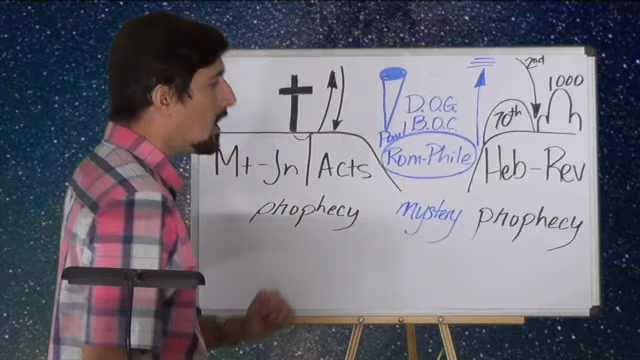 2nd
1000
D.O.G.
B.O.C.
70th
Paul
Mt-Jn Acts Rom-Phile Heb-Rev
prophecy mystery prophecy